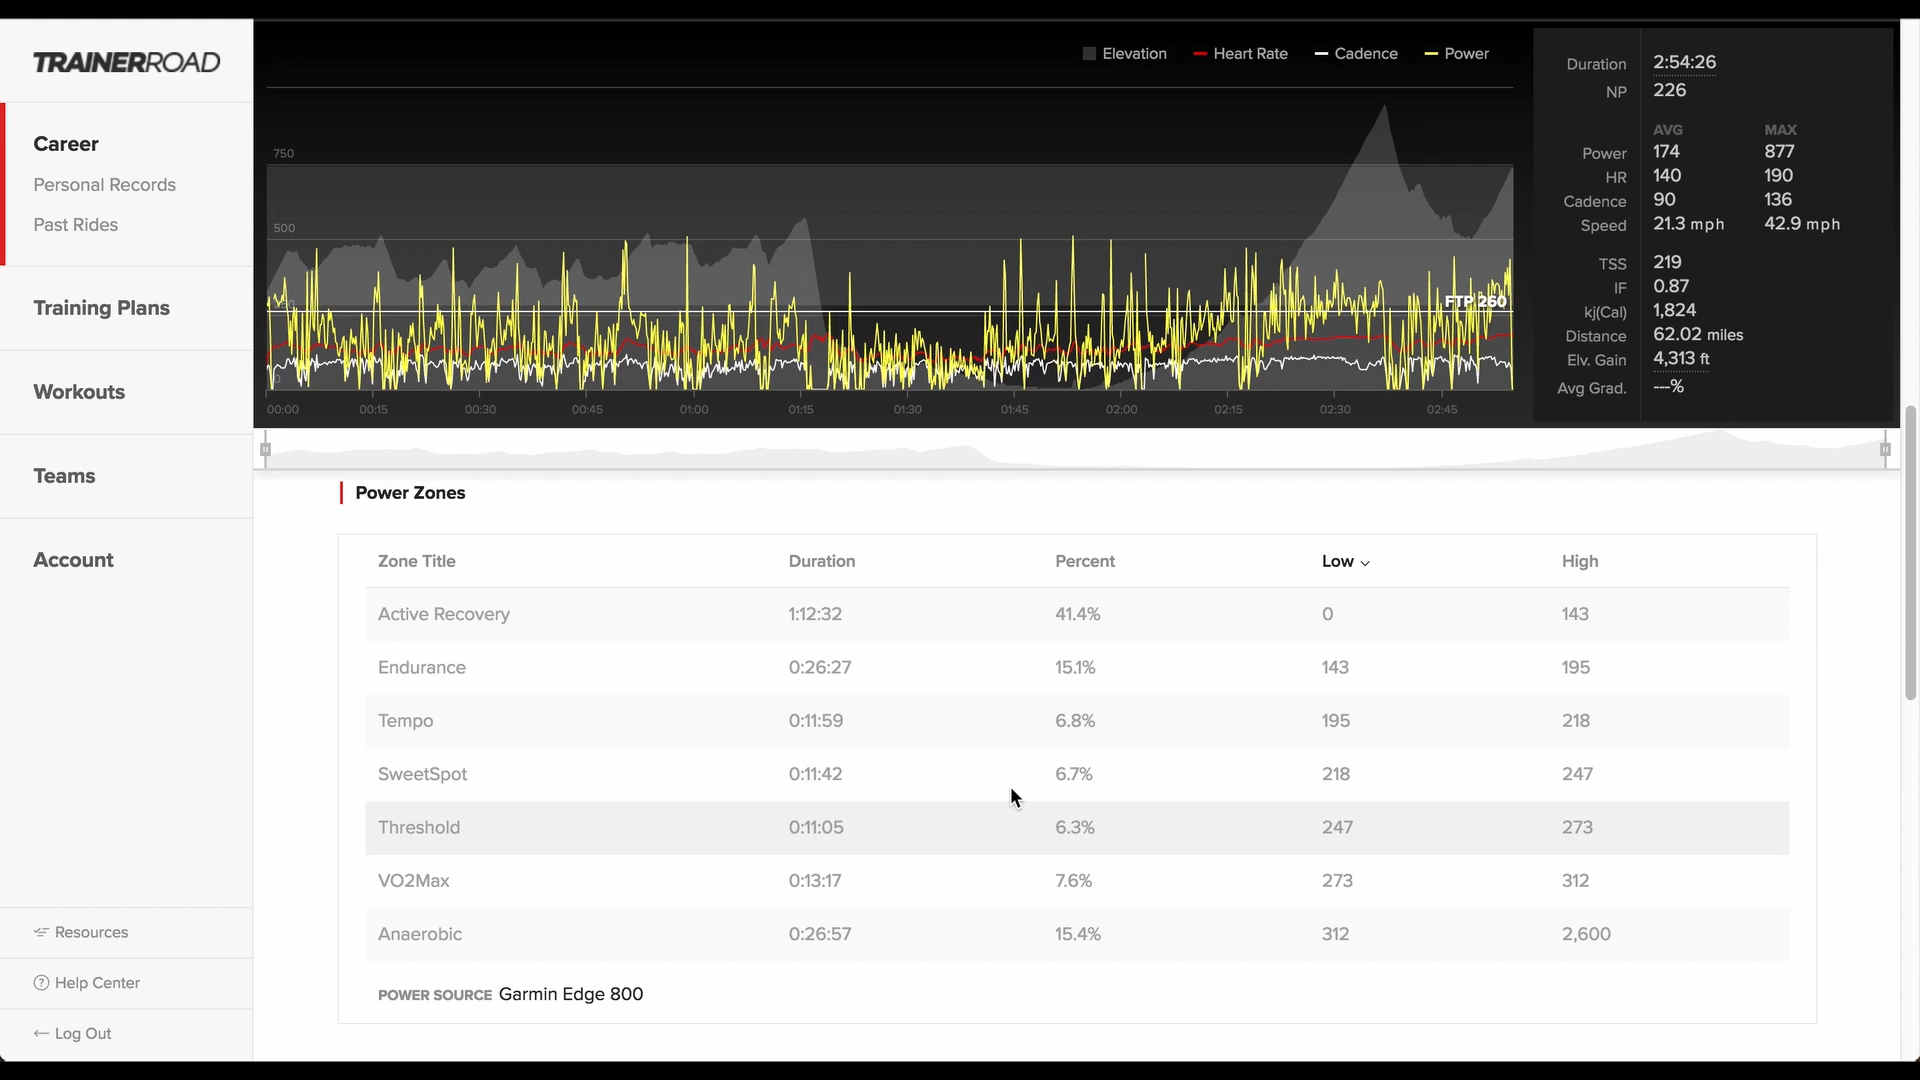 TRAINERROAD
Career
Personal Records
Past Rides
Training Plans
Workouts
Teams
Account
Resources
Help Center
Log Out
Elevation Heart Rate Cadence Power
750
500
FTP 260
0
00:00 00:15 00:30 00:45 01:00 01:15 01:30 01:45 02:00 02:15 02:30 02:45
Duration 2:54:26
NP 226
AVG MAX
Power 174 877
HR 140 190
Cadence 90 136
Speed 21.3 mph 42.9 mph
TSS 219
IF 0.87
kj(Cal) 1,824
Distance 62.02 miles
Elv. Gain 4,313 ft
Avg Grad. ---%
Power Zones
Zone Title Duration Percent Low High
Active Recovery 1:12:32 41.4% 0 143
Endurance 0:26:27 15.1% 143 195
Tempo 0:11:59 6.8% 195 218
SweetSpot 0:11:42 6.7% 218 247
Threshold 0:11:05 6.3% 247 273
VO2Max 0:13:17 7.6% 273 312
Anaerobic 0:26:57 15.4% 312 2,600
POWER SOURCE Garmin Edge 800